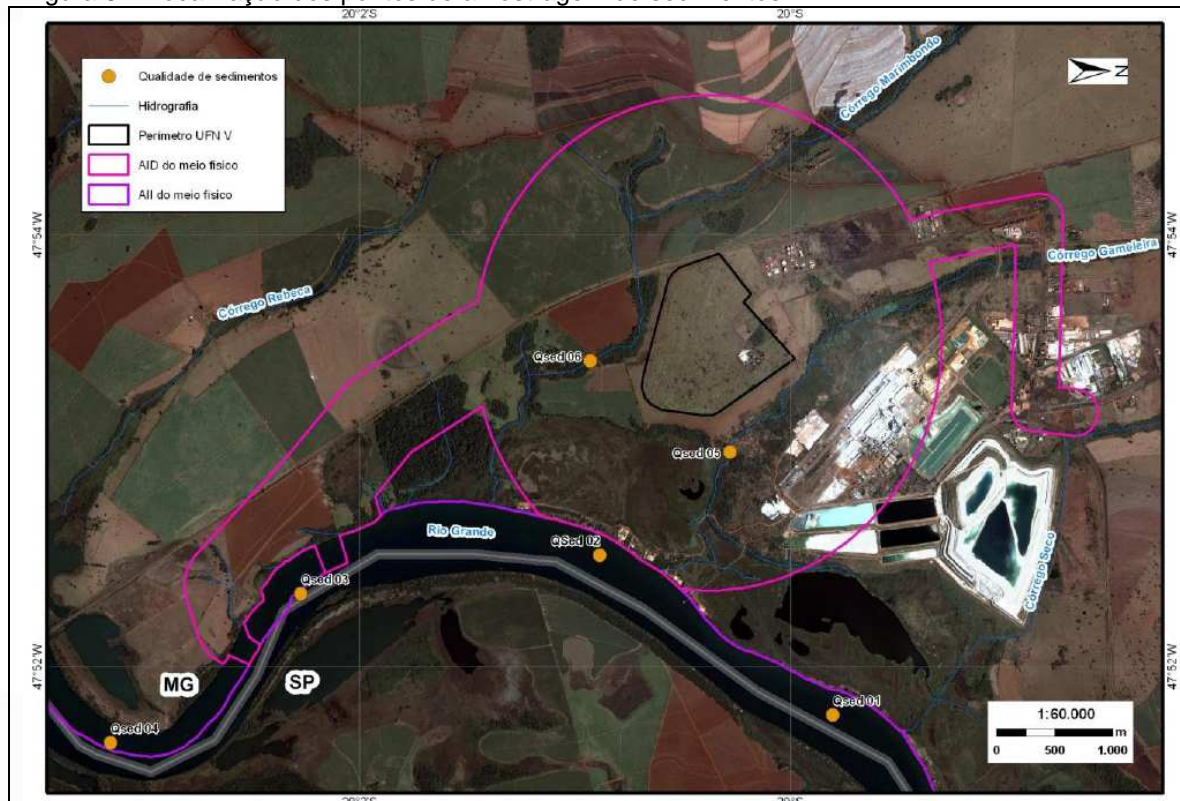 20°2'S
20°S
Qualidade de sedimentos
Hidrografia
Perímetro UFN V
AID do meio físico
AII do meio físico
Córrego Marimbondo
N
47°54'W
47°54'W
Córrego Gameleira
Córrego Rebeca
Qsed 06
Qsed 05
Rio Grande
QSed 02
Qsed 03
Córrego Seco
47°52'W
47°52'W
MG
SP
Qsed 01
Qsed 04
1:60.000
m
0 500 1.000